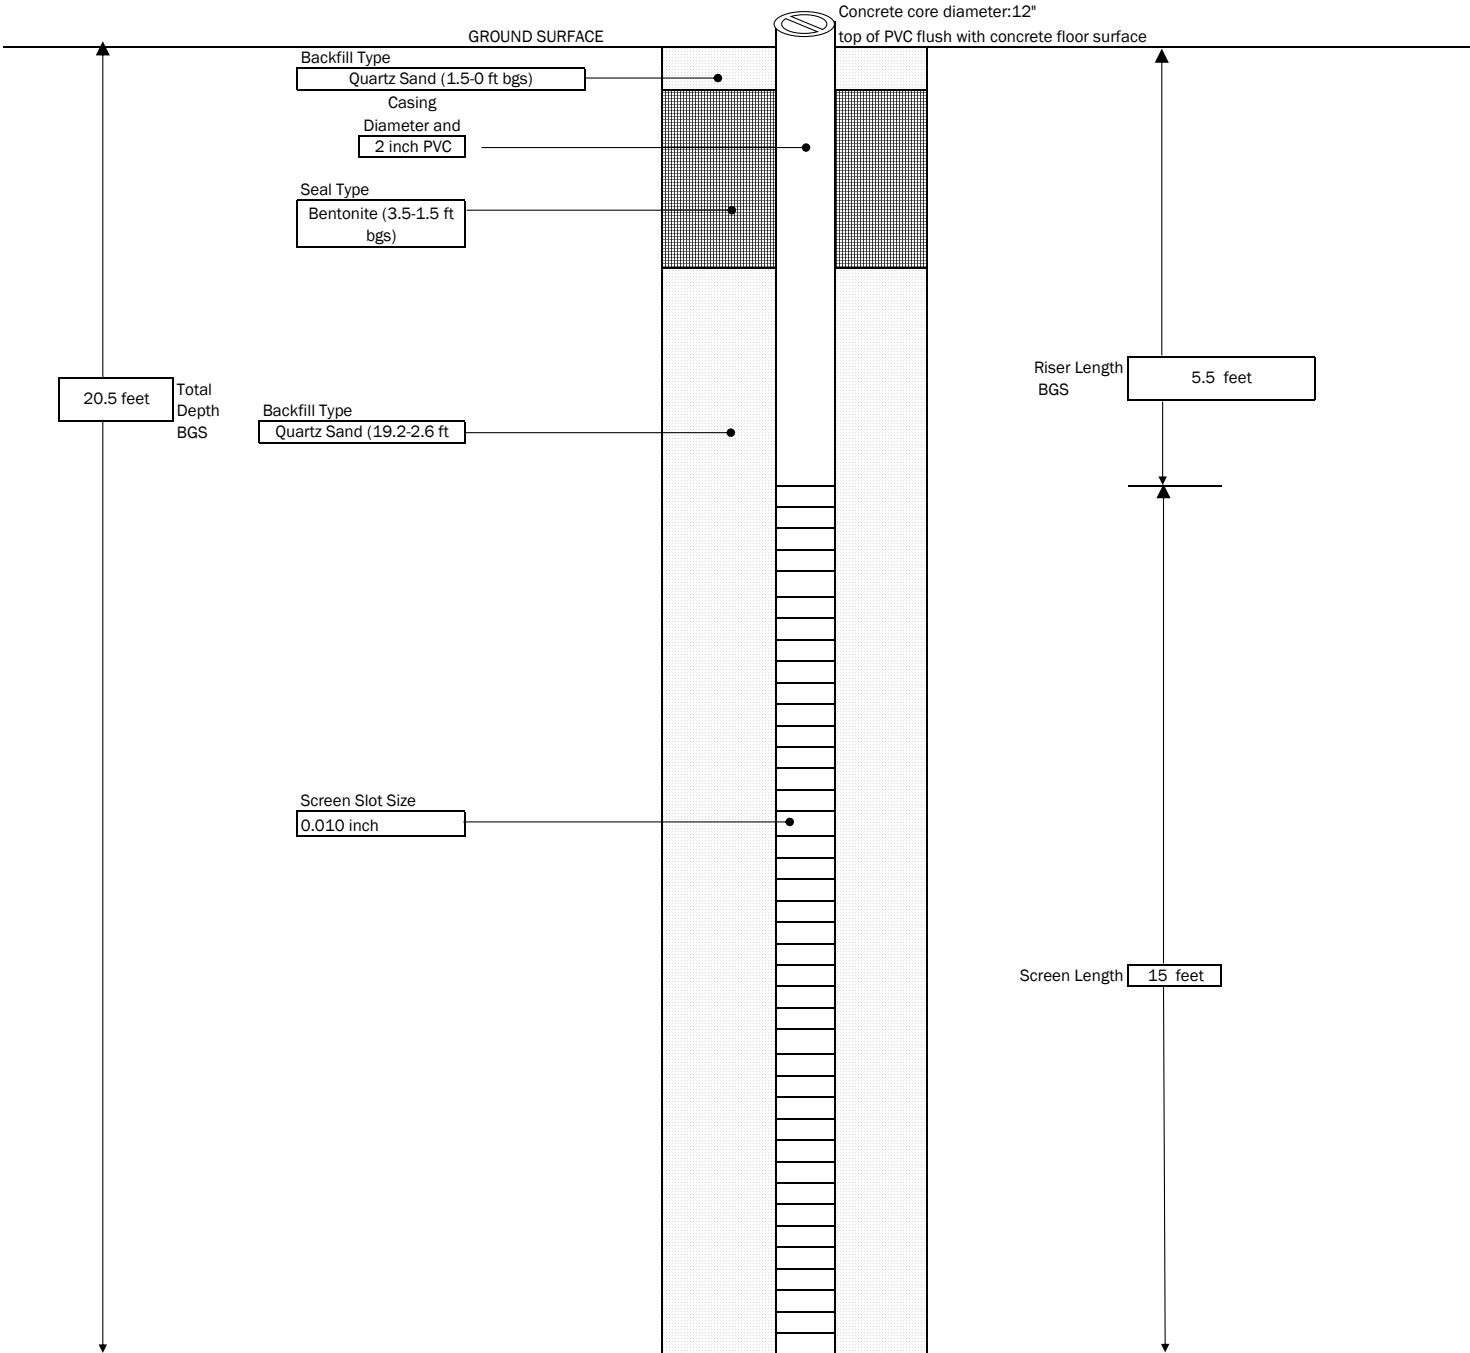 Concrete core diameter:12"
GROUND SURFACE
top of PVC flush with concrete floor surface
Backfill Type
Quartz Sand (1.5-0 ft bgs)
Casing
Diameter and
2 inch PVC
Seal Type
Bentonite (3.5-1.5 ft
bgs)
Riser Length
BGS
5.5 feet
20.5 feet
Total
Depth
BGS
Backfill Type
Quartz Sand (19.2-2.6 ft
Screen Slot Size
0.010 inch
Screen Length
15 feet